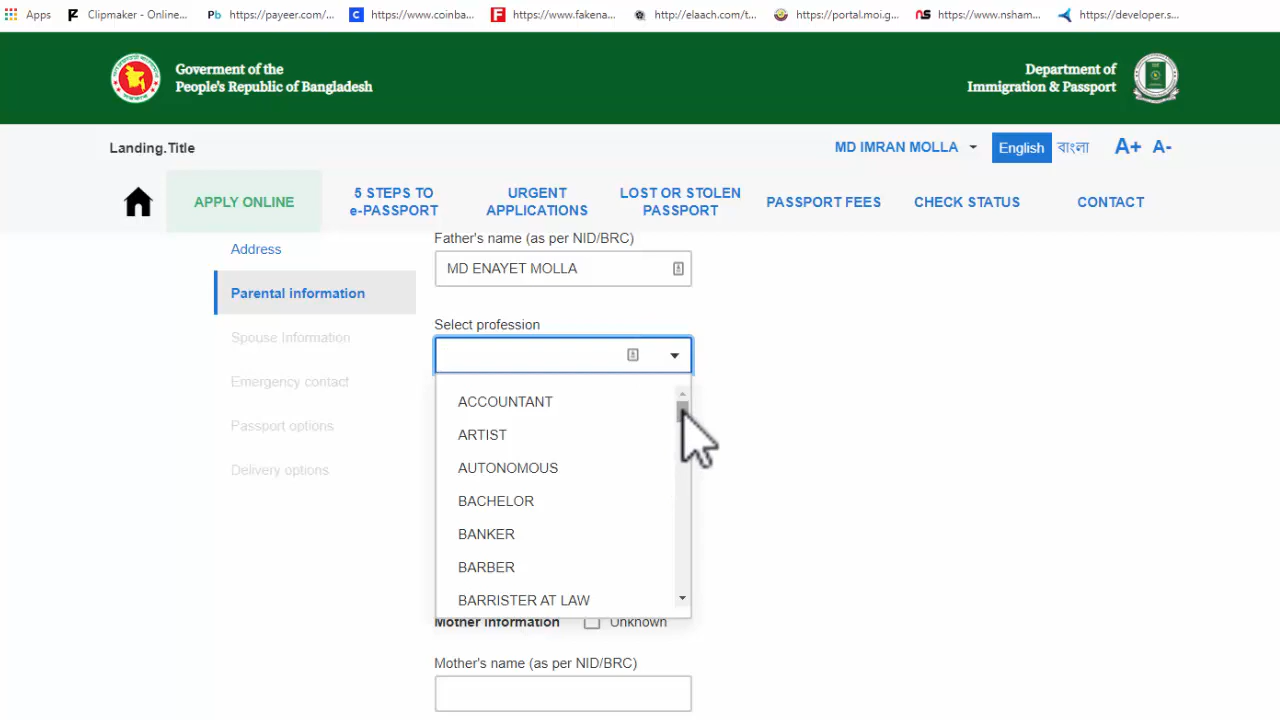 Apps
Clipmaker - Online...
https://payeer.com/...
https://www.coinba...
https://www.fakena...
http://elaach.com/t...
https://portal.moi.g...
https://www.nsham...
https://developer.s...
Goverment of the
People's Republic of Bangladesh
Department of
Immigration & Passport
Landing.Title
MD IMRAN MOLLA
English
বাংলা
A+
A-
APPLY ONLINE
5 STEPS TO
e-PASSPORT
URGENT
APPLICATIONS
LOST OR STOLEN
PASSPORT
PASSPORT FEES
CHECK STATUS
CONTACT
Address
Parental information
Spouse Information
Emergency contact
Passport options
Delivery options
Father's name (as per NID/BRC)
MD ENAYET MOLLA
Select profession
ACCOUNTANT
ARTIST
AUTONOMOUS
BACHELOR
BANKER
BARBER
BARRISTER AT LAW
Mother information
Unknown
Mother's name (as per NID/BRC)